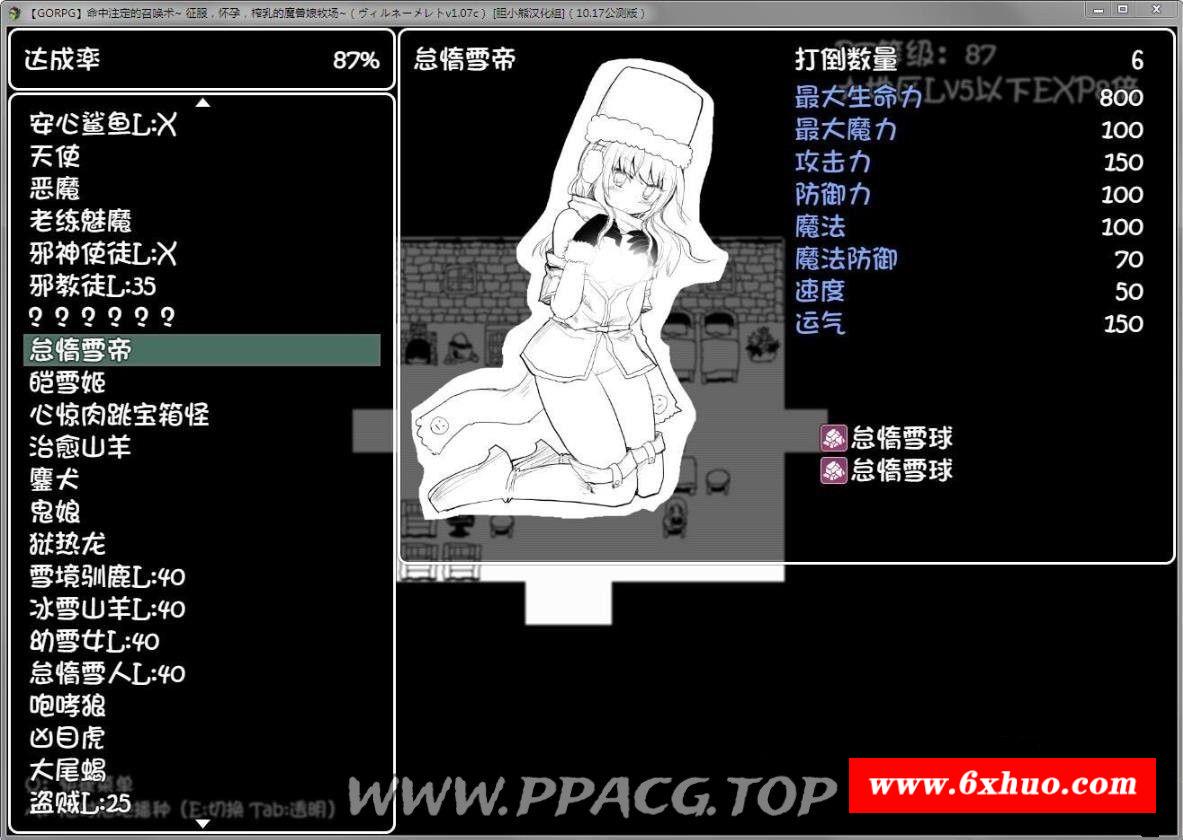 【GORPG】命中注定的召唤术~ 征服，怀孕，榨乳的魔兽娘牧场~（ヴィルネーメレトv1.07c）[胆小熊汉化组]（10.17公测版）
达成率 87%
安心鲨鱼L:X
天使
恶魔
老练魅魔
邪神使徒L:X
邪教徒L:35
？？？？？？
怠惰雪帝
皑雪姬
心惊肉跳宝箱怪
治愈山羊
鏖犬
鬼娘
狱热龙
雪境驯鹿L:40
冰雪山羊L:40
幼雪女L:40
怠惰雪人L:40
咆哮狼
凶目虎
大尾蝎
盗贼L:25
怠惰雪帝
等级：87
Lv5以下EXP
打倒数量 6
最大生命力 800
最大魔力 100
攻击力 150
防御力 100
魔法 100
魔法防御 70
速度 50
运气 150
怠惰雪球
怠惰雪球
播种（E:切换 Tab:透明）
WWW.PPACG.TOP
www.6xhuo.com